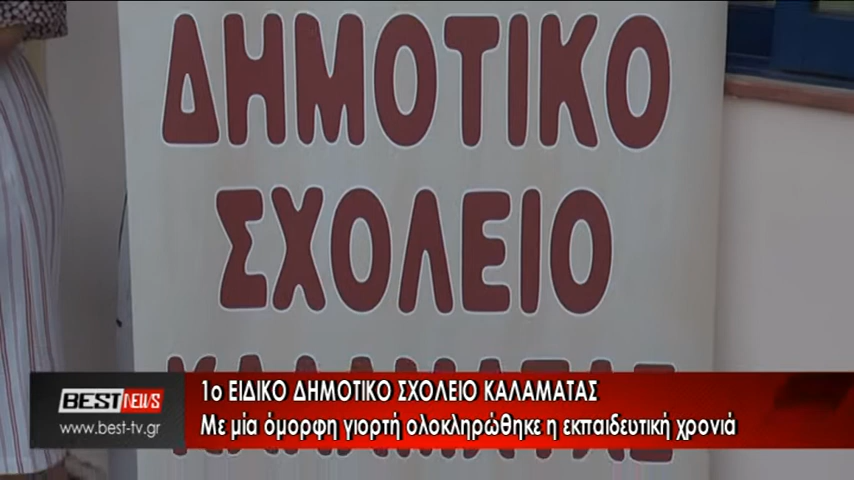 ΔΗΜΟΤΙΚΟ
ΣΧΟΛΕΙΟ
ΚΑΛΑΜΑΤΑΣ
BEST NEWS
www.best-tv.gr
1ο ΕΙΔΙΚΟ ΔΗΜΟΤΙΚΟ ΣΧΟΛΕΙΟ ΚΑΛΑΜΑΤΑΣ
Με μία όμορφη γιορτή ολοκληρώθηκε η εκπαιδευτική χρονιά